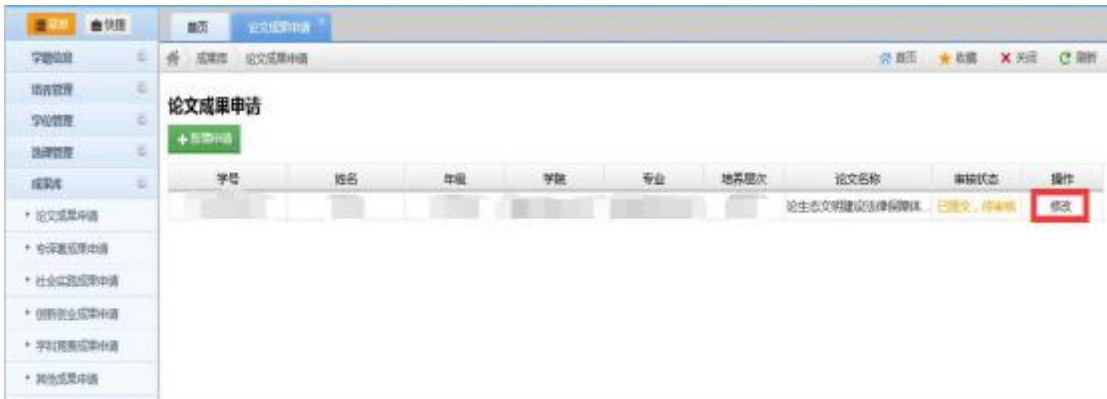 菜单 快捷
首页 论文成果申请
学籍信息
成果库 论文成果申请 首页 收藏 关闭 刷新
培养管理
论文成果申请
学位管理
新增申请
选课管理
学号 姓名 年级 学院 专业 培养层次 论文名称 审核状态 操作
成果库
论生态文明建设法律保障体... 已提交，待审核 修改
论文成果申请
专译著成果申请
社会实践成果申请
创新创业成果申请
学科竞赛成果申请
其他成果申请